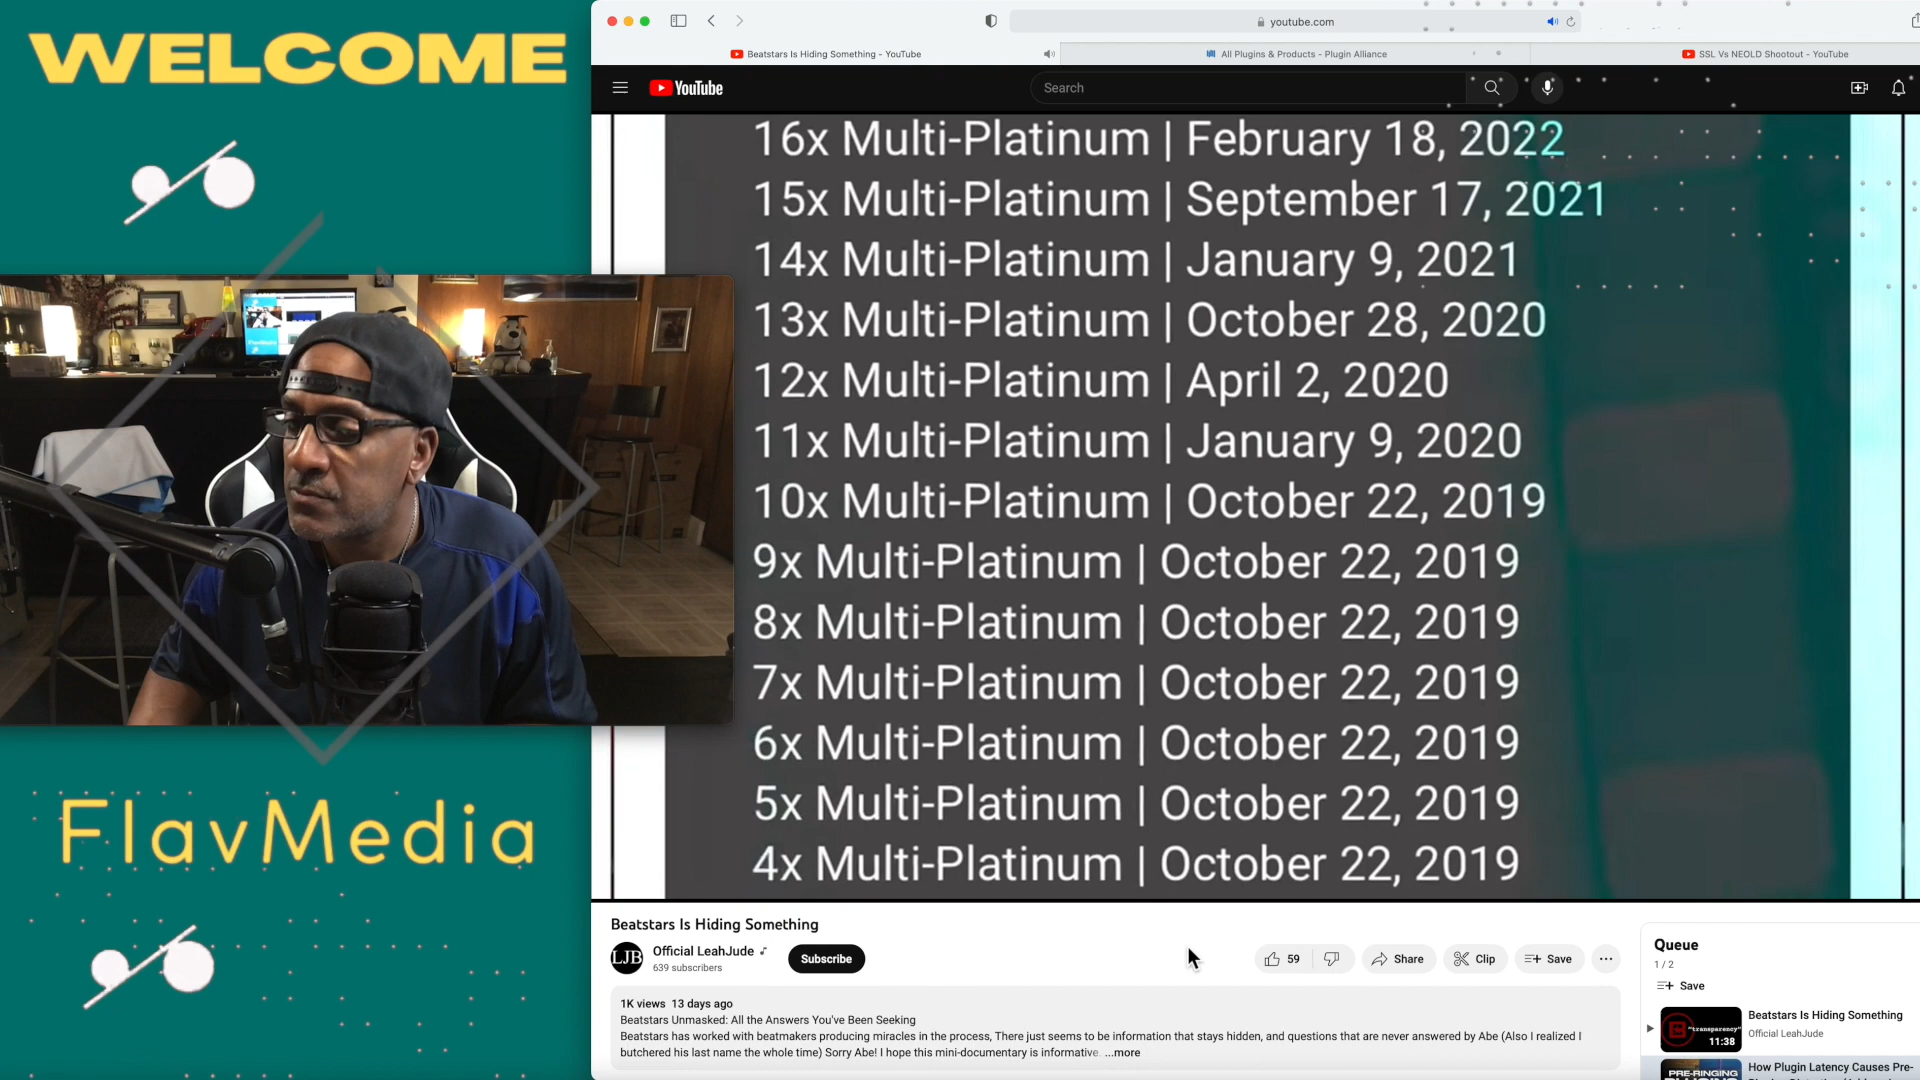 WELCOME
FlavMedia
youtube.com
Beatstars Is Hiding Something - YouTube
All Plugins & Products - Plugin Alliance
SSL Vs NEOLD Shootout - YouTube
YouTube
Search
16x Multi-Platinum | February 18, 2022
15x Multi-Platinum | September 17, 2021
14x Multi-Platinum | January 9, 2021
13x Multi-Platinum | October 28, 2020
12x Multi-Platinum | April 2, 2020
11x Multi-Platinum | January 9, 2020
10x Multi-Platinum | October 22, 2019
9x Multi-Platinum | October 22, 2019
8x Multi-Platinum | October 22, 2019
7x Multi-Platinum | October 22, 2019
6x Multi-Platinum | October 22, 2019
5x Multi-Platinum | October 22, 2019
4x Multi-Platinum | October 22, 2019
Beatstars Is Hiding Something
LJB
Official LeahJude
639 subscribers
Subscribe
59
Share
Clip
Save
1K views 13 days ago
Beatstars Unmasked: All the Answers You've Been Seeking
Beatstars has worked with beatmakers producing miracles in the process, There just seems to be information that stays hidden, and questions that are never answered by Abe (Also I realized I
butchered his last name the whole time) Sorry Abe! I hope this mini-documentary is informative. ...more
Queue
1 / 2
Save
"transparency"
11:38
Beatstars Is Hiding Something
Official LeahJude
PRE-RINGING
How Plugin Latency Causes Pre-